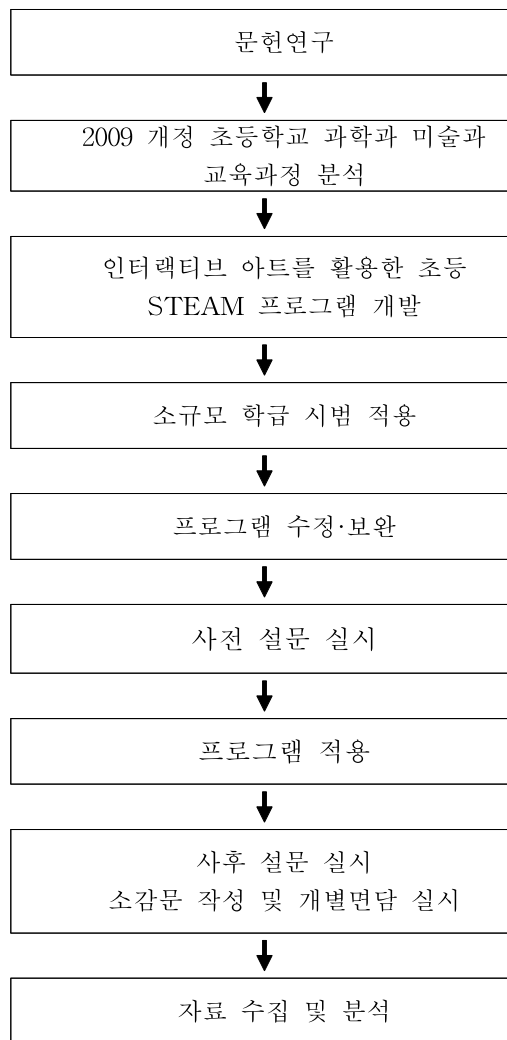 문헌연구
2009 개정 초등학교 과학과 미술과
교육과정 분석
인터랙티브 아트를 활용한 초등
STEAM 프로그램 개발
소규모 학급 시범 적용
프로그램 수정·보완
사전 설문 실시
프로그램 적용
사후 설문 실시
소감문 작성 및 개별면담 실시
자료 수집 및 분석